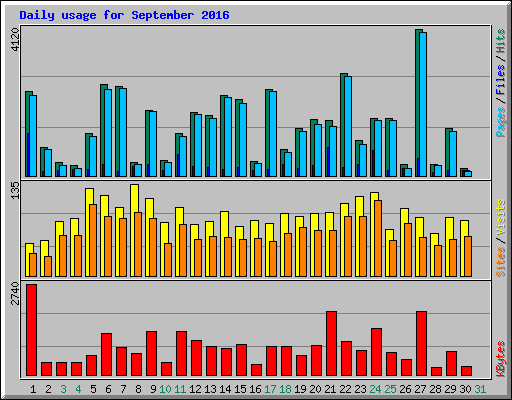 Daily usage for September 2016
4120
Pages / Files / Hits
135
Sites / Visits
2740
KBytes
1 2 3 4 5 6 7 8 9 10 11 12 13 14 15 16 17 18 19 20 21 22 23 24 25 26 27 28 29 30 31